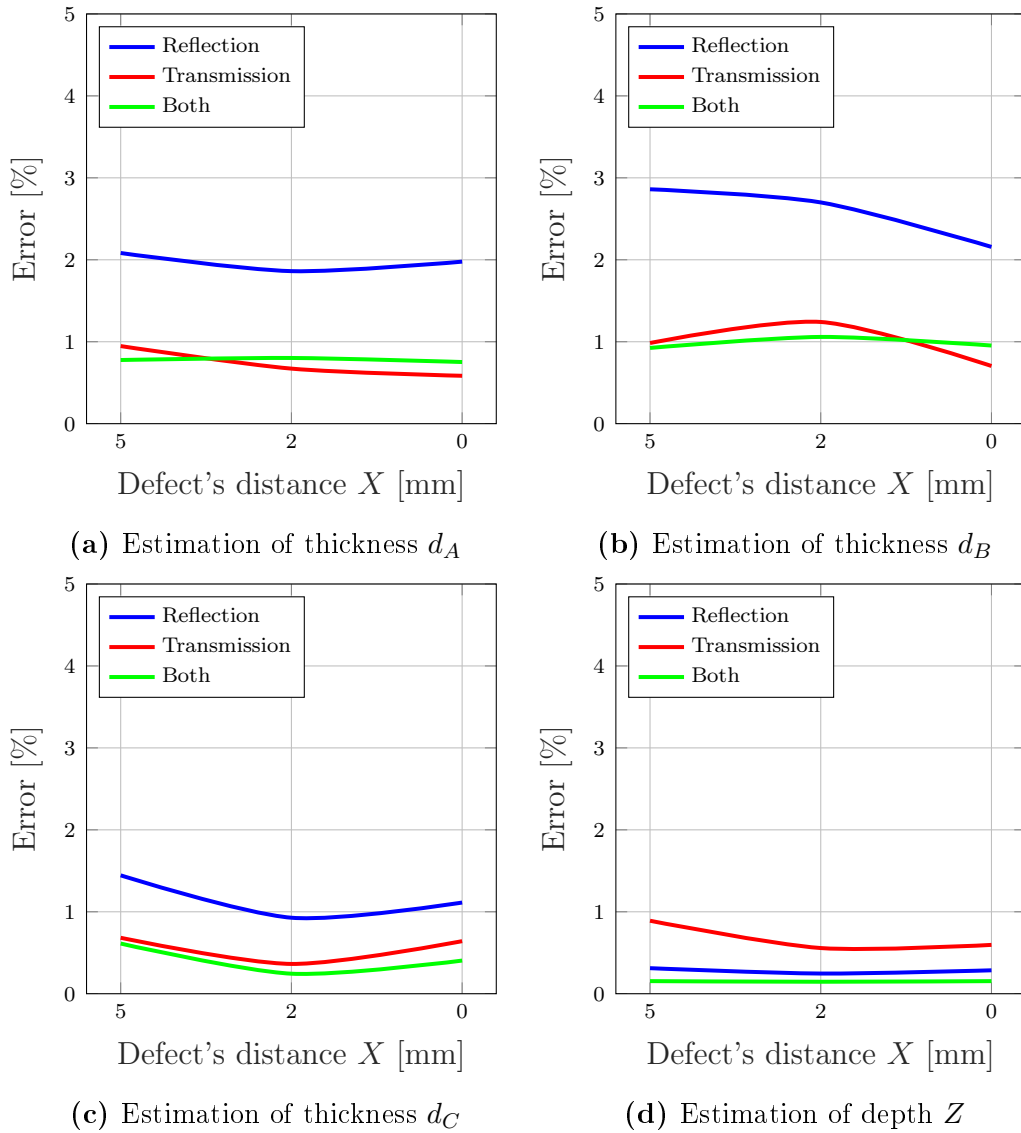 5
4
3
2
1
0
5
2
0
Error [%]
Defect's distance X [mm]
Reflection
Transmission
Both
(a) Estimation of thickness d_A
5
4
3
2
1
0
5
2
0
Error [%]
Defect's distance X [mm]
Reflection
Transmission
Both
(b) Estimation of thickness d_B
5
4
3
2
1
0
5
2
0
Error [%]
Defect's distance X [mm]
Reflection
Transmission
Both
(c) Estimation of thickness d_C
5
4
3
2
1
0
5
2
0
Error [%]
Defect's distance X [mm]
Reflection
Transmission
Both
(d) Estimation of depth Z